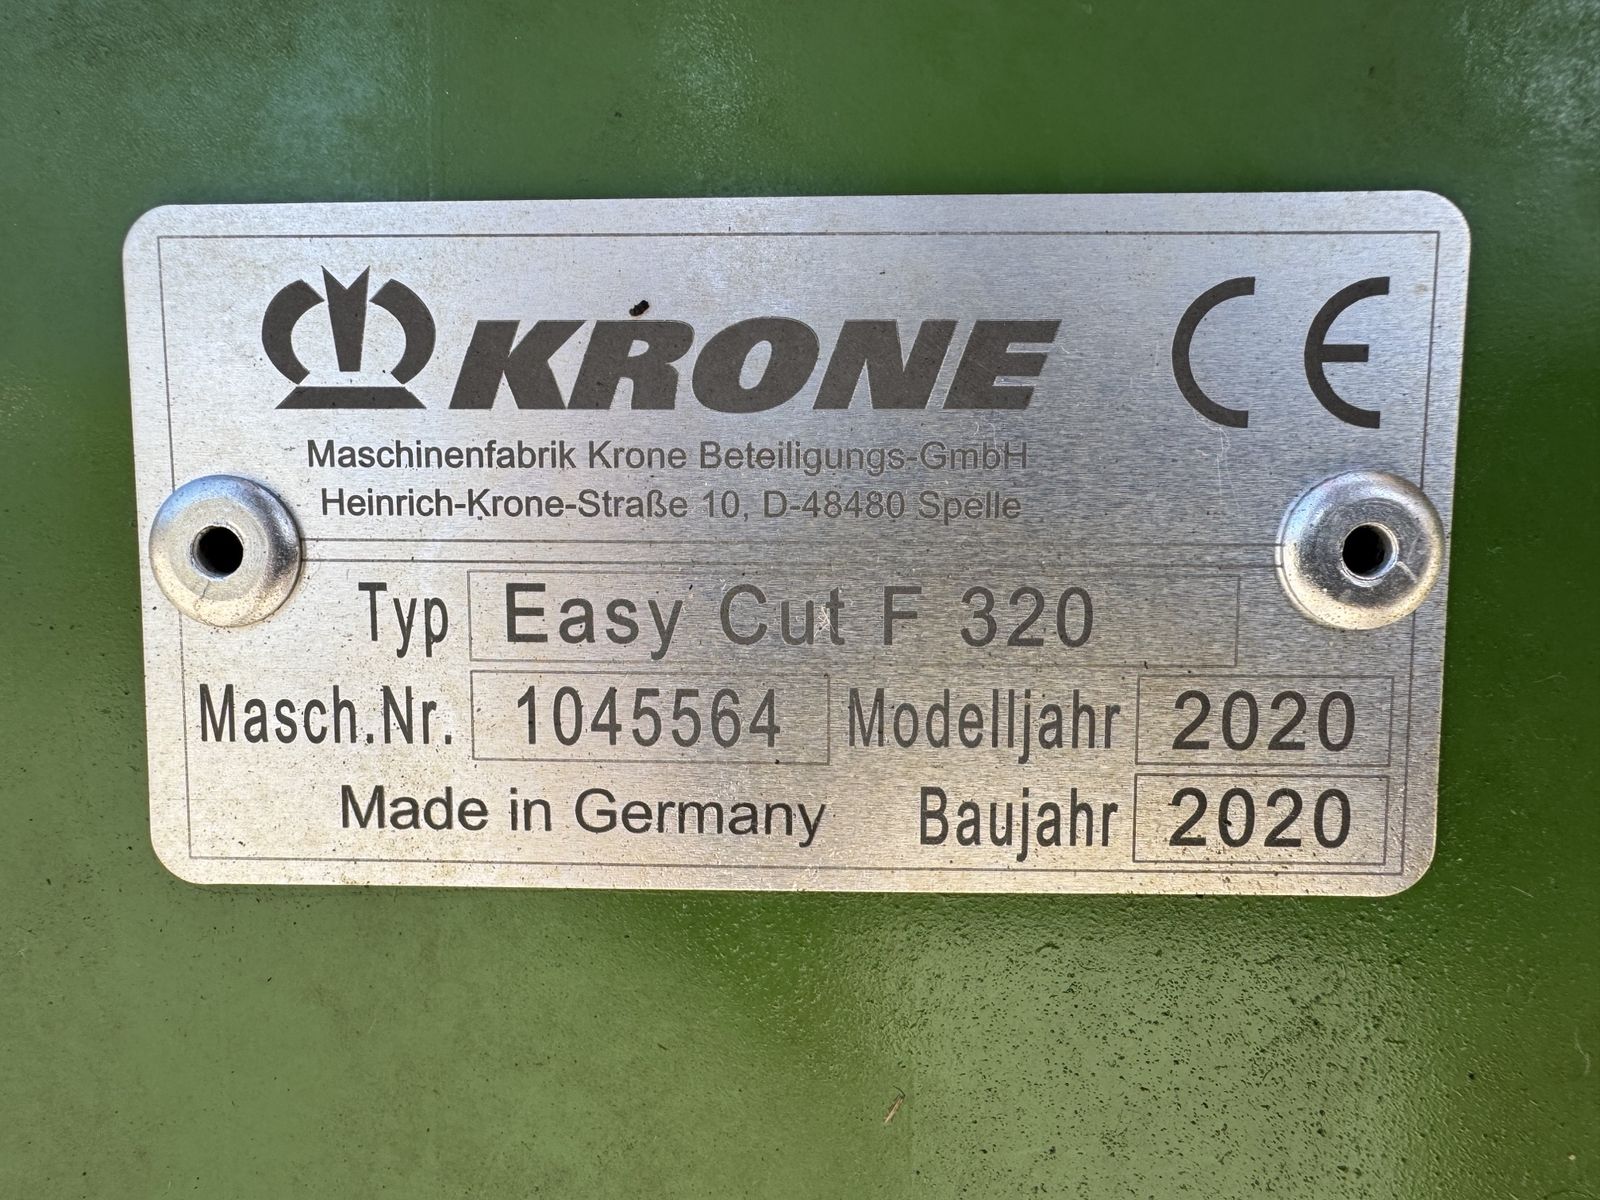 KRONE CE
Maschinenfabrik Krone Beteiligungs-GmbH
Heinrich-Krone-Straße 10, D-48480 Spelle
Typ Easy Cut F 320
Masch.Nr. 1045564 Modelljahr 2020
Made in Germany Baujahr 2020